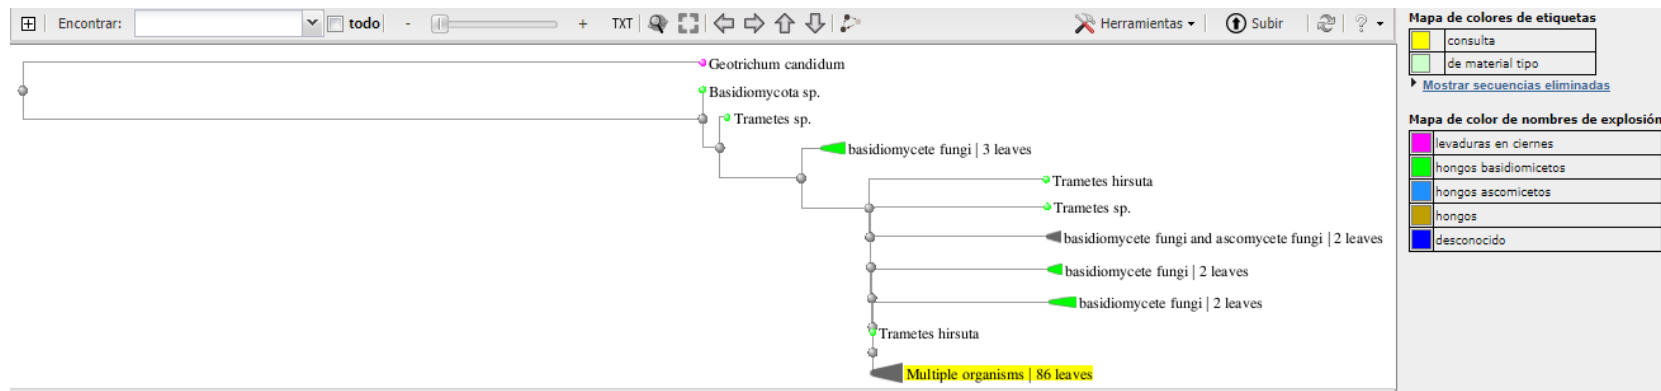 Encontrar: todo - + TXT Herramientas Subir ?
Geotrichum candidum
Basidiomycota sp.
Trametes sp.
basidiomycete fungi | 3 leaves
Trametes hirsuta
Trametes sp.
basidiomycete fungi and ascomycete fungi | 2 leaves
basidiomycete fungi | 2 leaves
basidiomycete fungi | 2 leaves
Trametes hirsuta
Multiple organisms | 86 leaves
Mapa de colores de etiquetas
consulta
de material tipo
Mostrar secuencias eliminadas
Mapa de color de nombres de explosión
levaduras en ciernes
hongos basidiomicetos
hongos ascomicetos
hongos
desconocido